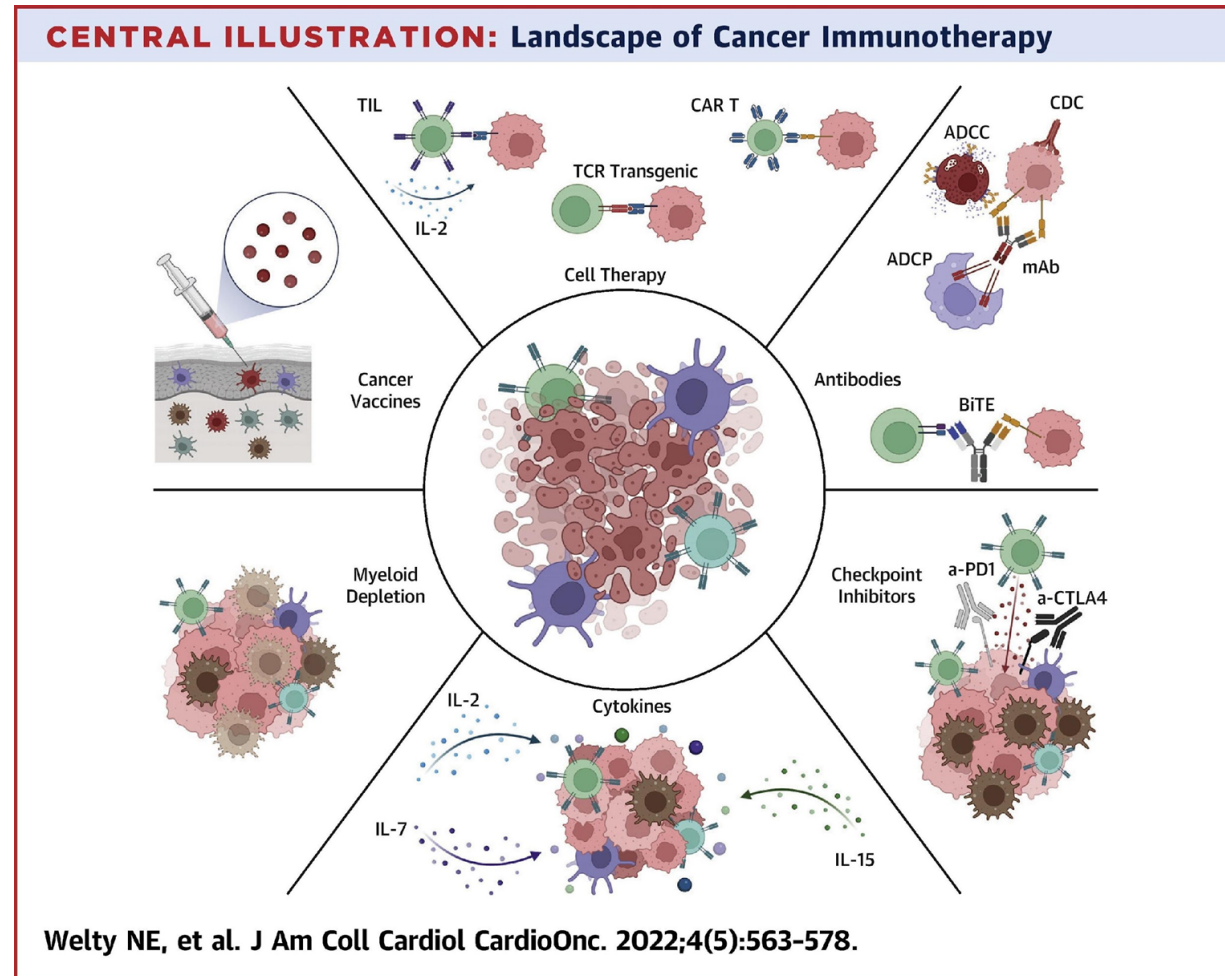 CENTRAL ILLUSTRATION: Landscape of Cancer Immunotherapy
TIL
IL-2
TCR Transgenic
CAR T
Cell Therapy
ADCC
CDC
ADCP
mAb
Antibodies
BiTE
Cancer
Vaccines
Myeloid
Depletion
Checkpoint
Inhibitors
a-PD1
a-CTLA4
IL-2
Cytokines
IL-7
IL-15
Welty NE, et al. J Am Coll Cardiol CardioOnc. 2022;4(5):563–578.